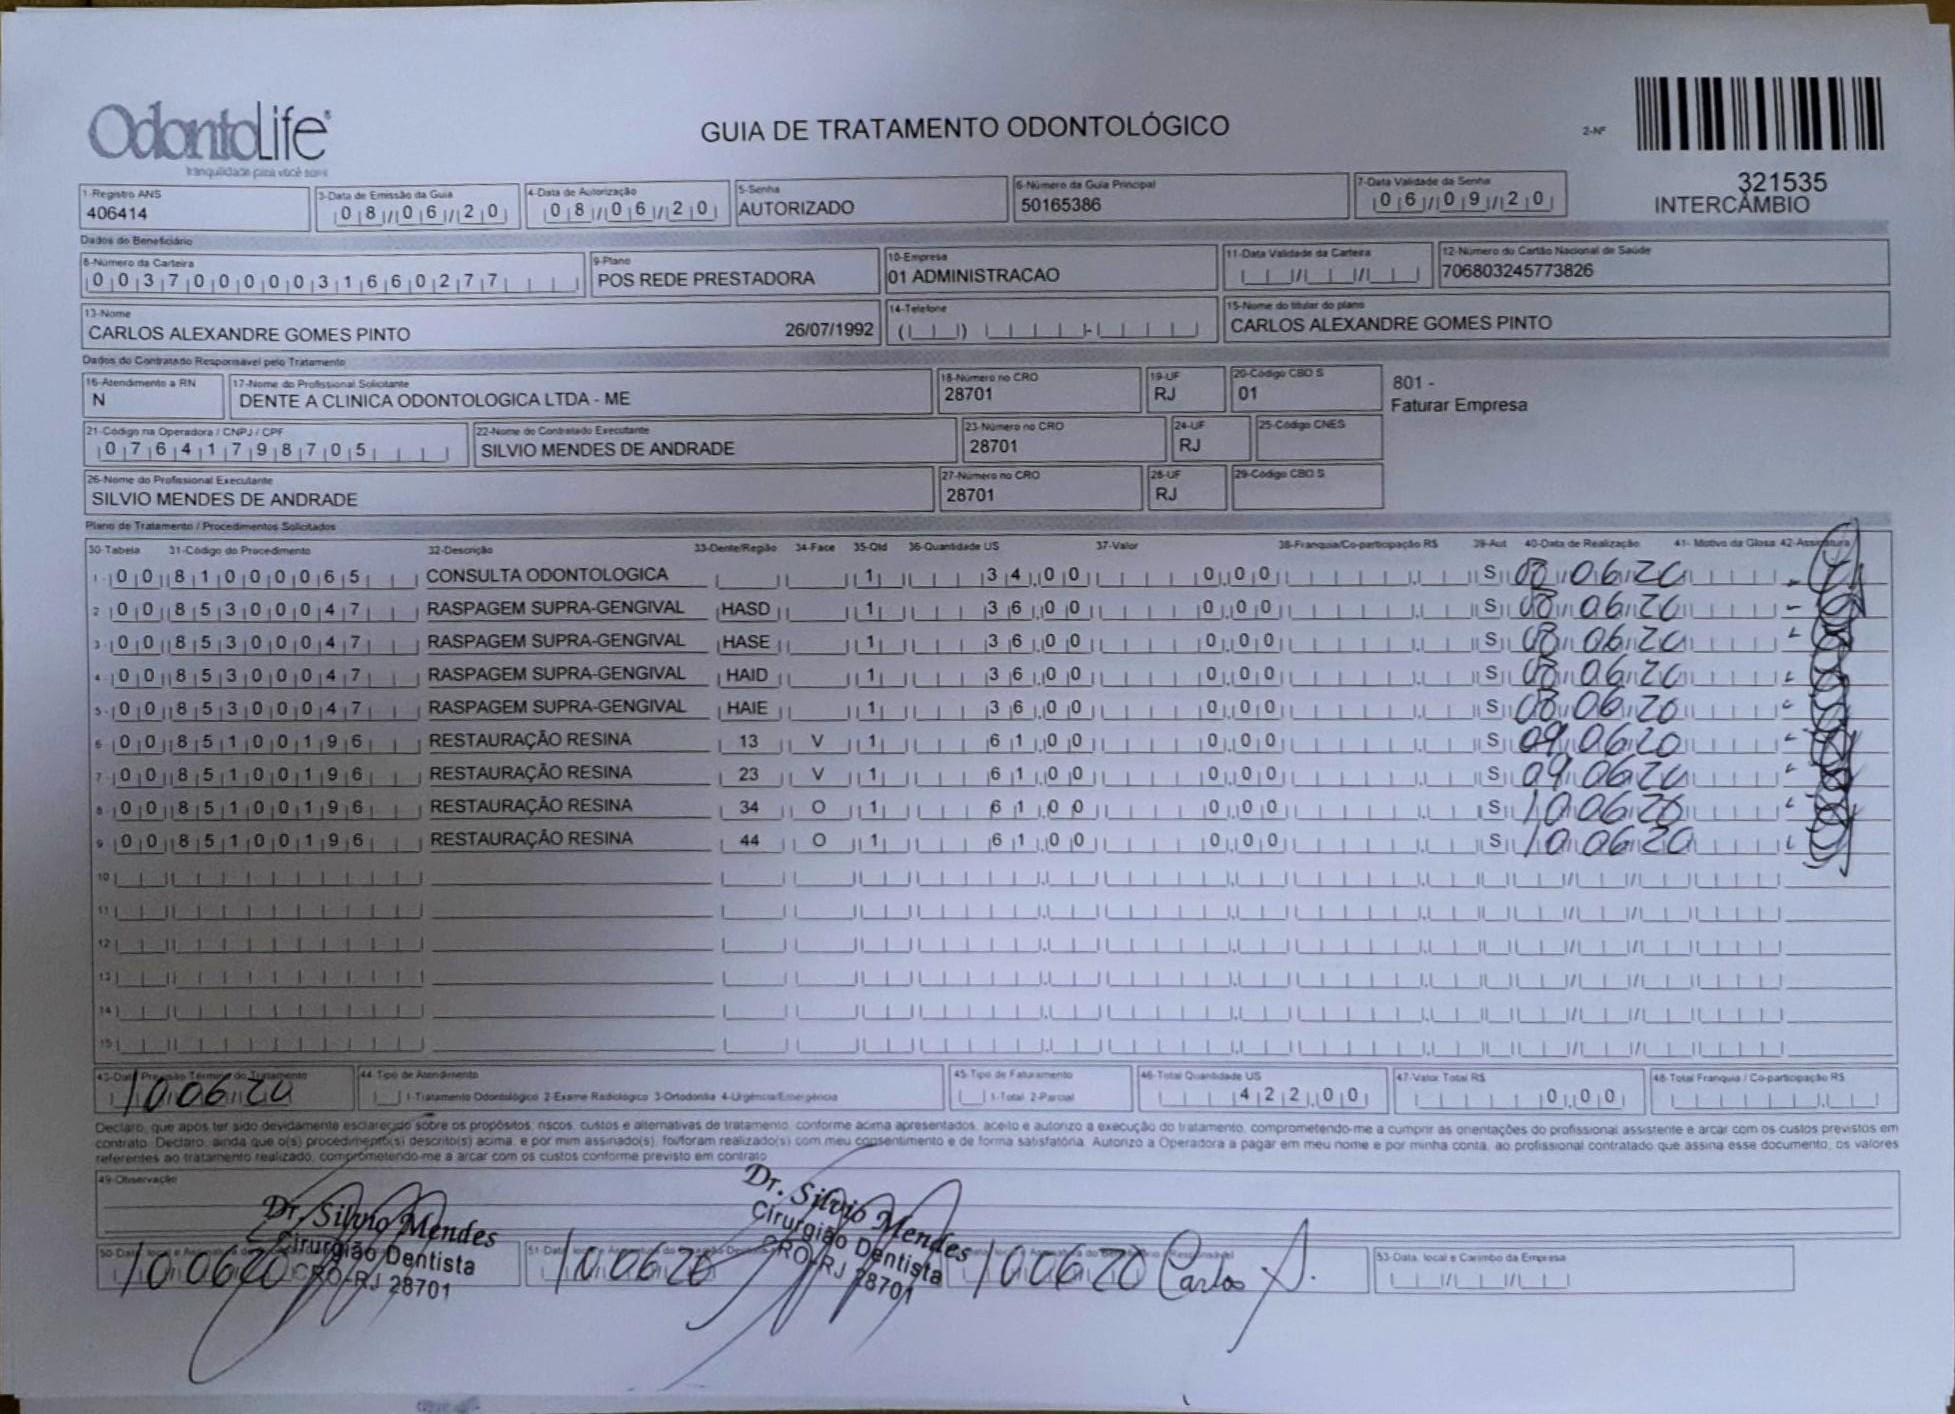 OdontoLife
tranquilidade para você sorrir
GUIA DE TRATAMENTO ODONTOLÓGICO
2-Nº
321535
INTERCÂMBIO
1-Registro ANS
406414
3-Data de Emissão da Guia
08/06/20
4-Data de Autorização
08/06/20
5-Senha
AUTORIZADO
6-Número da Guia Principal
50165386
7-Data Validade da Senha
06/09/20
Dados do Beneficiário
8-Número da Carteira
00370000031660277
9-Plano
POS REDE PRESTADORA
10-Empresa
01 ADMINISTRACAO
11-Data Validade da Carteira
12-Número do Cartão Nacional de Saúde
706803245773826
13-Nome
CARLOS ALEXANDRE GOMES PINTO 26/07/1992
14-Telefone
15-Nome do titular do plano
CARLOS ALEXANDRE GOMES PINTO
Dados do Contratado Responsável pelo Tratamento
16-Atendimento a RN
N
17-Nome do Profissional Solicitante
DENTE A CLINICA ODONTOLOGICA LTDA - ME
18-Número no CRO
28701
19-UF
RJ
20-Código CBO S
01
801 -
Faturar Empresa
21-Código na Operadora / CNPJ / CPF
07641798705
22-Nome do Contratado Executante
SILVIO MENDES DE ANDRADE
23-Número no CRO
28701
24-UF
RJ
25-Código CNES
26-Nome do Profissional Executante
SILVIO MENDES DE ANDRADE
27-Número no CRO
28701
28-UF
RJ
29-Código CBO S
Plano de Tratamento / Procedimentos Solicitados
30-Tabela 31-Código do Procedimento 32-Descrição 33-Dente/Região 34-Face 35-Qtd 36-Quantidade US 37-Valor 38-Franquia/Co-participação R$ 39-Aut 40-Data de Realização 41- Motivo da Glosa 42-Assinatura
1- 00 81000065 CONSULTA ODONTOLOGICA 1 34,00 0,00 S 08/06/20
2 00 85300047 RASPAGEM SUPRA-GENGIVAL HASD 1 36,00 0,00 S 08/06/20
3- 00 85300047 RASPAGEM SUPRA-GENGIVAL HASE 1 36,00 0,00 S 08/06/20
4- 00 85300047 RASPAGEM SUPRA-GENGIVAL HAID 1 36,00 0,00 S 08/06/20
5- 00 85300047 RASPAGEM SUPRA-GENGIVAL HAIE 1 36,00 0,00 S 08/06/20
6 00 85100196 RESTAURAÇÃO RESINA 13 V 1 61,00 0,00 S 09/06/20
7- 00 85100196 RESTAURAÇÃO RESINA 23 V 1 61,00 0,00 S 09/06/20
8- 00 85100196 RESTAURAÇÃO RESINA 34 O 1 61,00 0,00 S 10/06/20
9 00 85100196 RESTAURAÇÃO RESINA 44 O 1 61,00 0,00 S 10/06/20
10
11
12
13
14
15
43-Data Previsão Término do Tratamento
10/06/20
44-Tipo de Atendimento
1-Tratamento Odontológico 2-Exame Radiológico 3-Ortodontia 4-Urgência/Emergência
45-Tipo de Faturamento
1-Total 2-Parcial
46-Total Quantidade US
422,00
47-Valor Total R$
0,00
48-Total Franquia / Co-participação R$
Declaro, que após ter sido devidamente esclarecido sobre os propósitos, riscos, custos e alternativas de tratamento, conforme acima apresentados, aceito e autorizo a execução do tratamento, comprometendo-me a cumprir as orientações do profissional assistente e arcar com os custos previstos em
contrato. Declaro, ainda que o(s) procedimento(s) descrito(s) acima, e por mim assinado(s), foi/foram realizado(s) com meu consentimento e de forma satisfatória. Autorizo a Operadora a pagar em meu nome e por minha conta, ao profissional contratado que assina esse documento, os valores
referentes ao tratamento realizado, comprometendo-me a arcar com os custos conforme previsto em contrato
49-Observação
Dr. Silvio Mendes
Cirurgião Dentista
CRO-RJ 28701
10/06/20
Dr. Silvio Mendes
Cirurgião Dentista
CRO-RJ 28701
10/06/20
10/06/20 Carlos A.
53-Data, local e Carimbo da Empresa